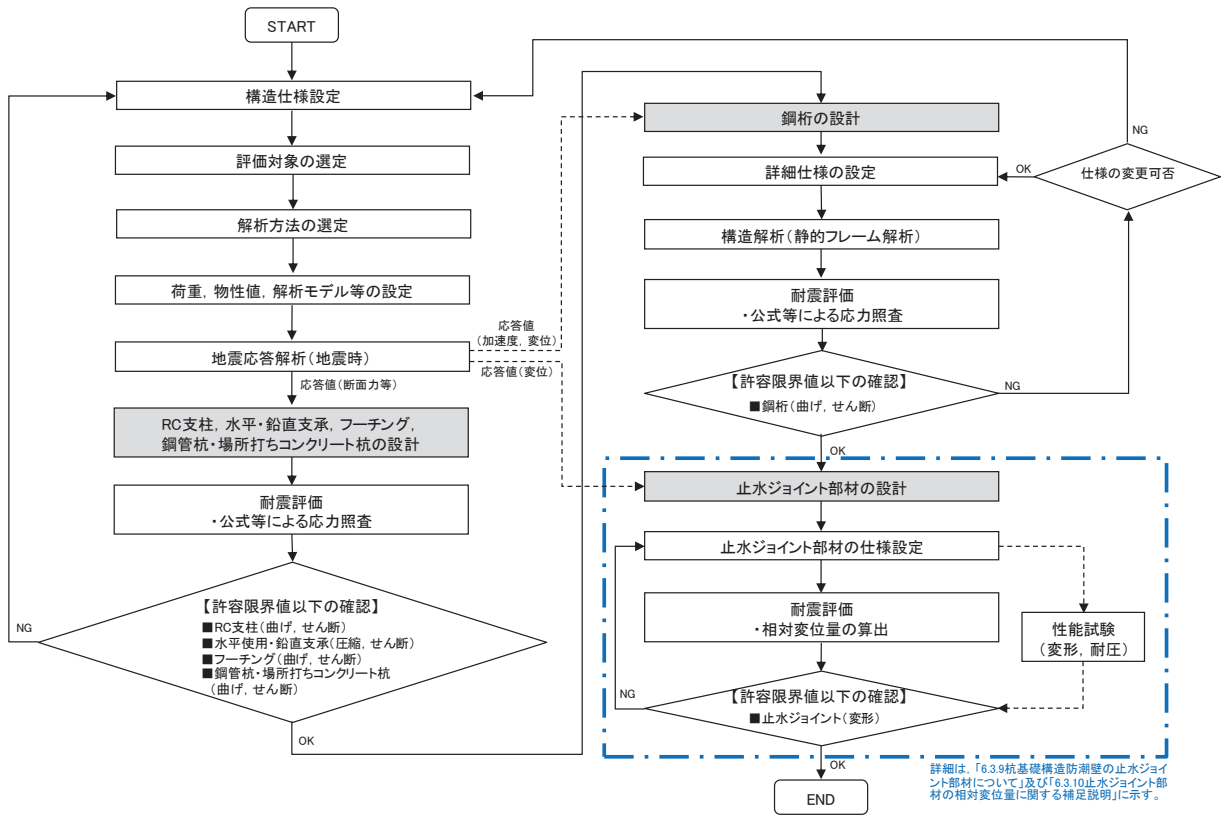 START
構造仕様設定
評価対象の選定
解析方法の選定
荷重，物性値，解析モデル等の設定
地震応答解析（地震時）
応答値（断面力等）
応答値
（加速度，変位）
応答値（変位）
RC支柱，水平・鉛直支承，フーチング，
鋼管杭・場所打ちコンクリート杭の設計
耐震評価
・公式等による応力照査
【許容限界値以下の確認】
■RC支柱（曲げ，せん断）
■水平使用・鉛直支承（圧縮，せん断）
■フーチング（曲げ，せん断）
■鋼管杭・場所打ちコンクリート杭
（曲げ，せん断）
NG
OK
鋼桁の設計
詳細仕様の設定
構造解析（静的フレーム解析）
耐震評価
・公式等による応力照査
【許容限界値以下の確認】
■鋼桁（曲げ，せん断）
NG
OK
仕様の変更可否
OK
NG
止水ジョイント部材の設計
止水ジョイント部材の仕様設定
耐震評価
・相対変位量の算出
性能試験
（変形，耐圧）
【許容限界値以下の確認】
■止水ジョイント（変形）
NG
OK
END
詳細は，「6.3.9杭基礎構造防潮壁の止水ジョイ
ント部材について」及び「6.3.10止水ジョイント部
材の相対変位量に関する補足説明」に示す。